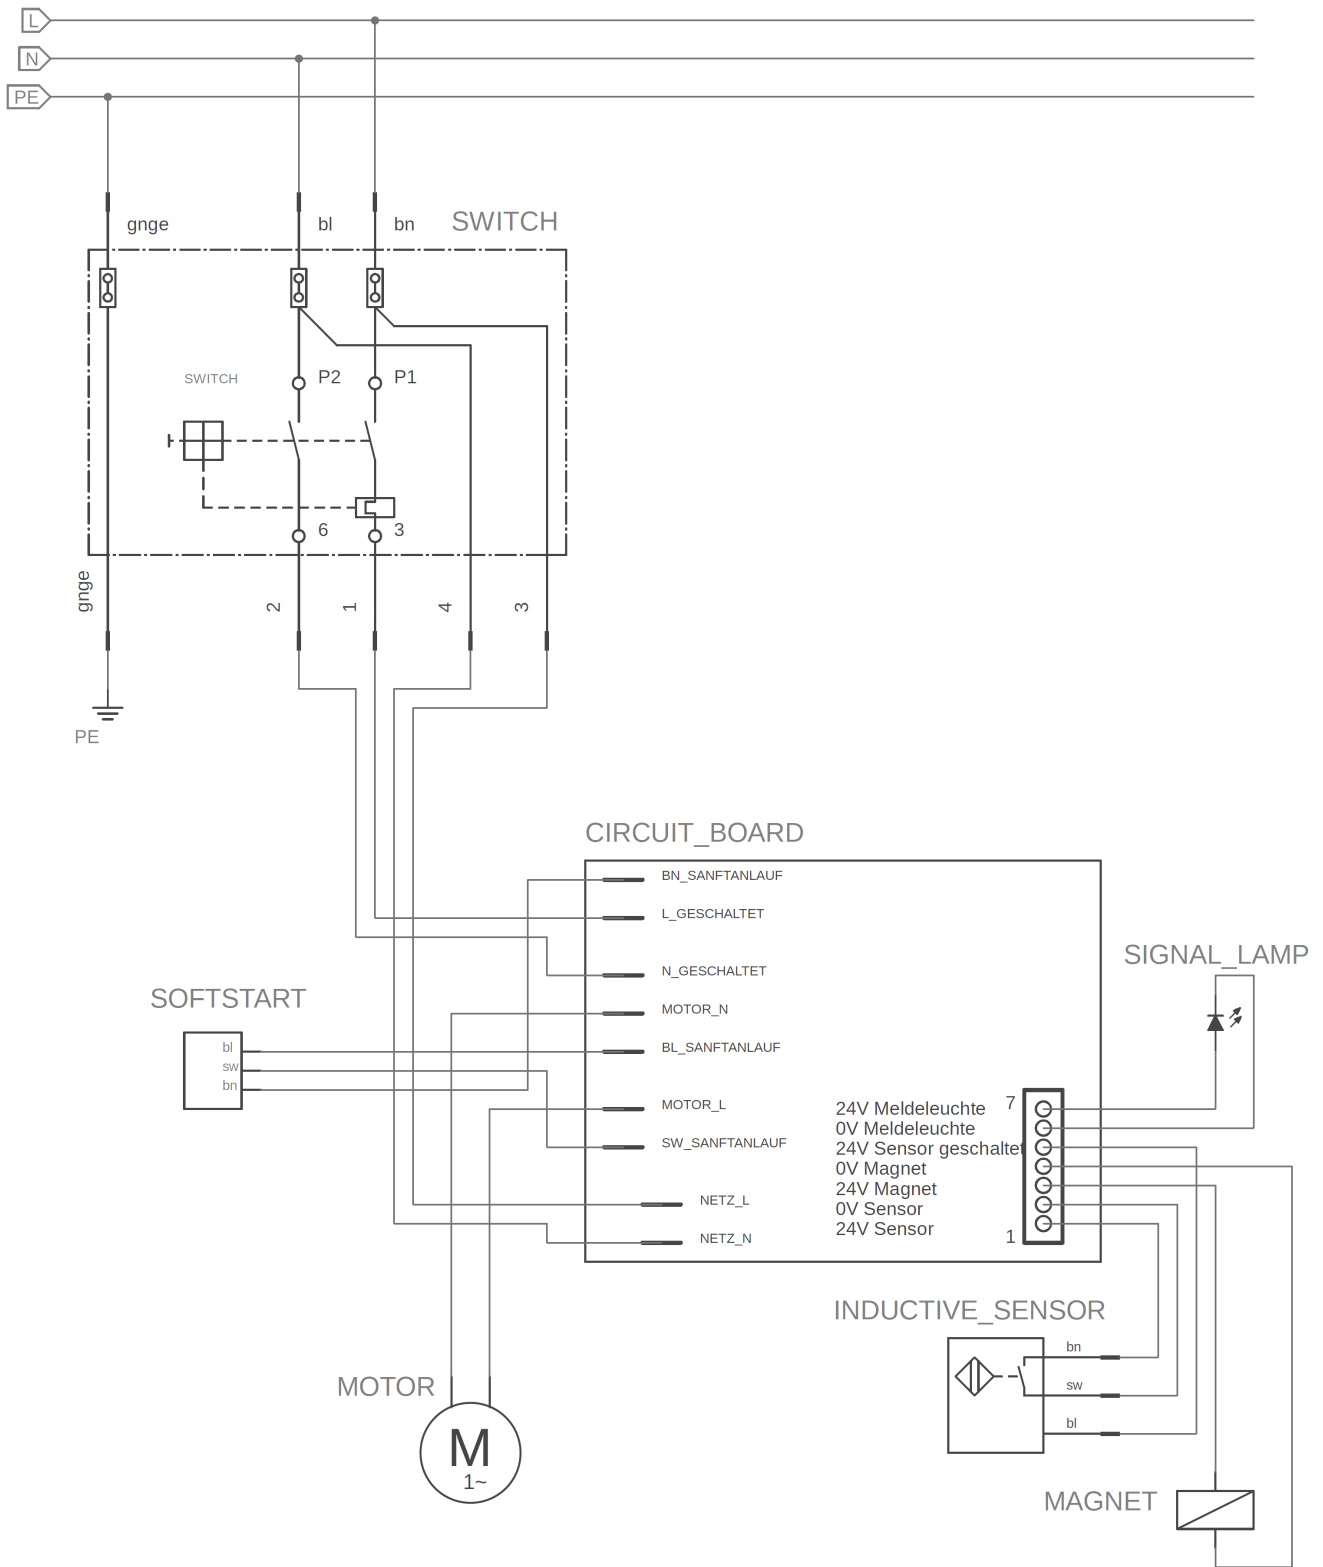 L
N
PE
gnge
bl
bn
SWITCH
SWITCH
P2
P1
6
3
gnge
2
1
4
3
PE
CIRCUIT_BOARD
BN_SANFTANLAUF
L_GESCHALTET
N_GESCHALTET
MOTOR_N
BL_SANFTANLAUF
MOTOR_L
SW_SANFTANLAUF
NETZ_L
NETZ_N
SOFTSTART
bl
sw
bn
SIGNAL_LAMP
24V Meldeleuchte
0V Meldeleuchte
24V Sensor geschaltet
0V Magnet
24V Magnet
0V Sensor
24V Sensor
7
1
INDUCTIVE_SENSOR
bn
sw
bl
MOTOR
M
1~
MAGNET